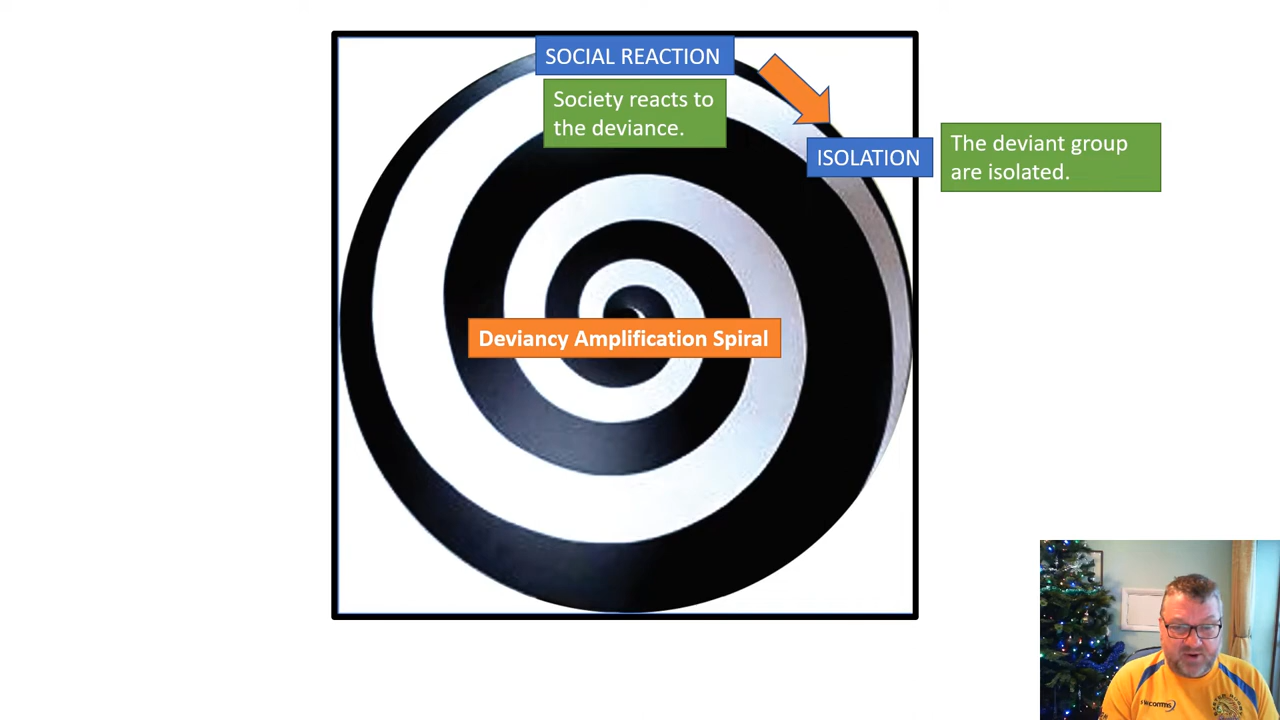 SOCIAL REACTION
Society reacts to
the deviance.
ISOLATION
The deviant group
are isolated.
Deviancy Amplification Spiral